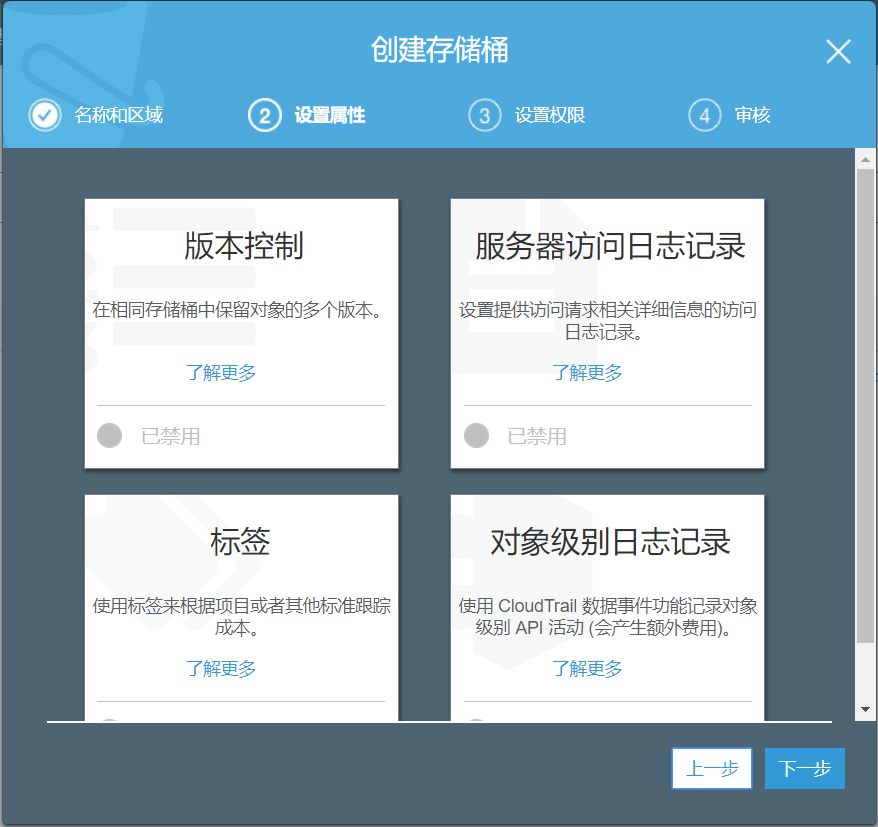 创建存储桶
名称和区域
2 设置属性
3 设置权限
4 审核
版本控制
在相同存储桶中保留对象的多个版本。
了解更多
已禁用
服务器访问日志记录
设置提供访问请求相关详细信息的访问
日志记录。
了解更多
已禁用
标签
使用标签来根据项目或者其他标准跟踪
成本。
了解更多
对象级别日志记录
使用 CloudTrail 数据事件功能记录对象
级别 API 活动 (会产生额外费用)。
了解更多
上一步
下一步